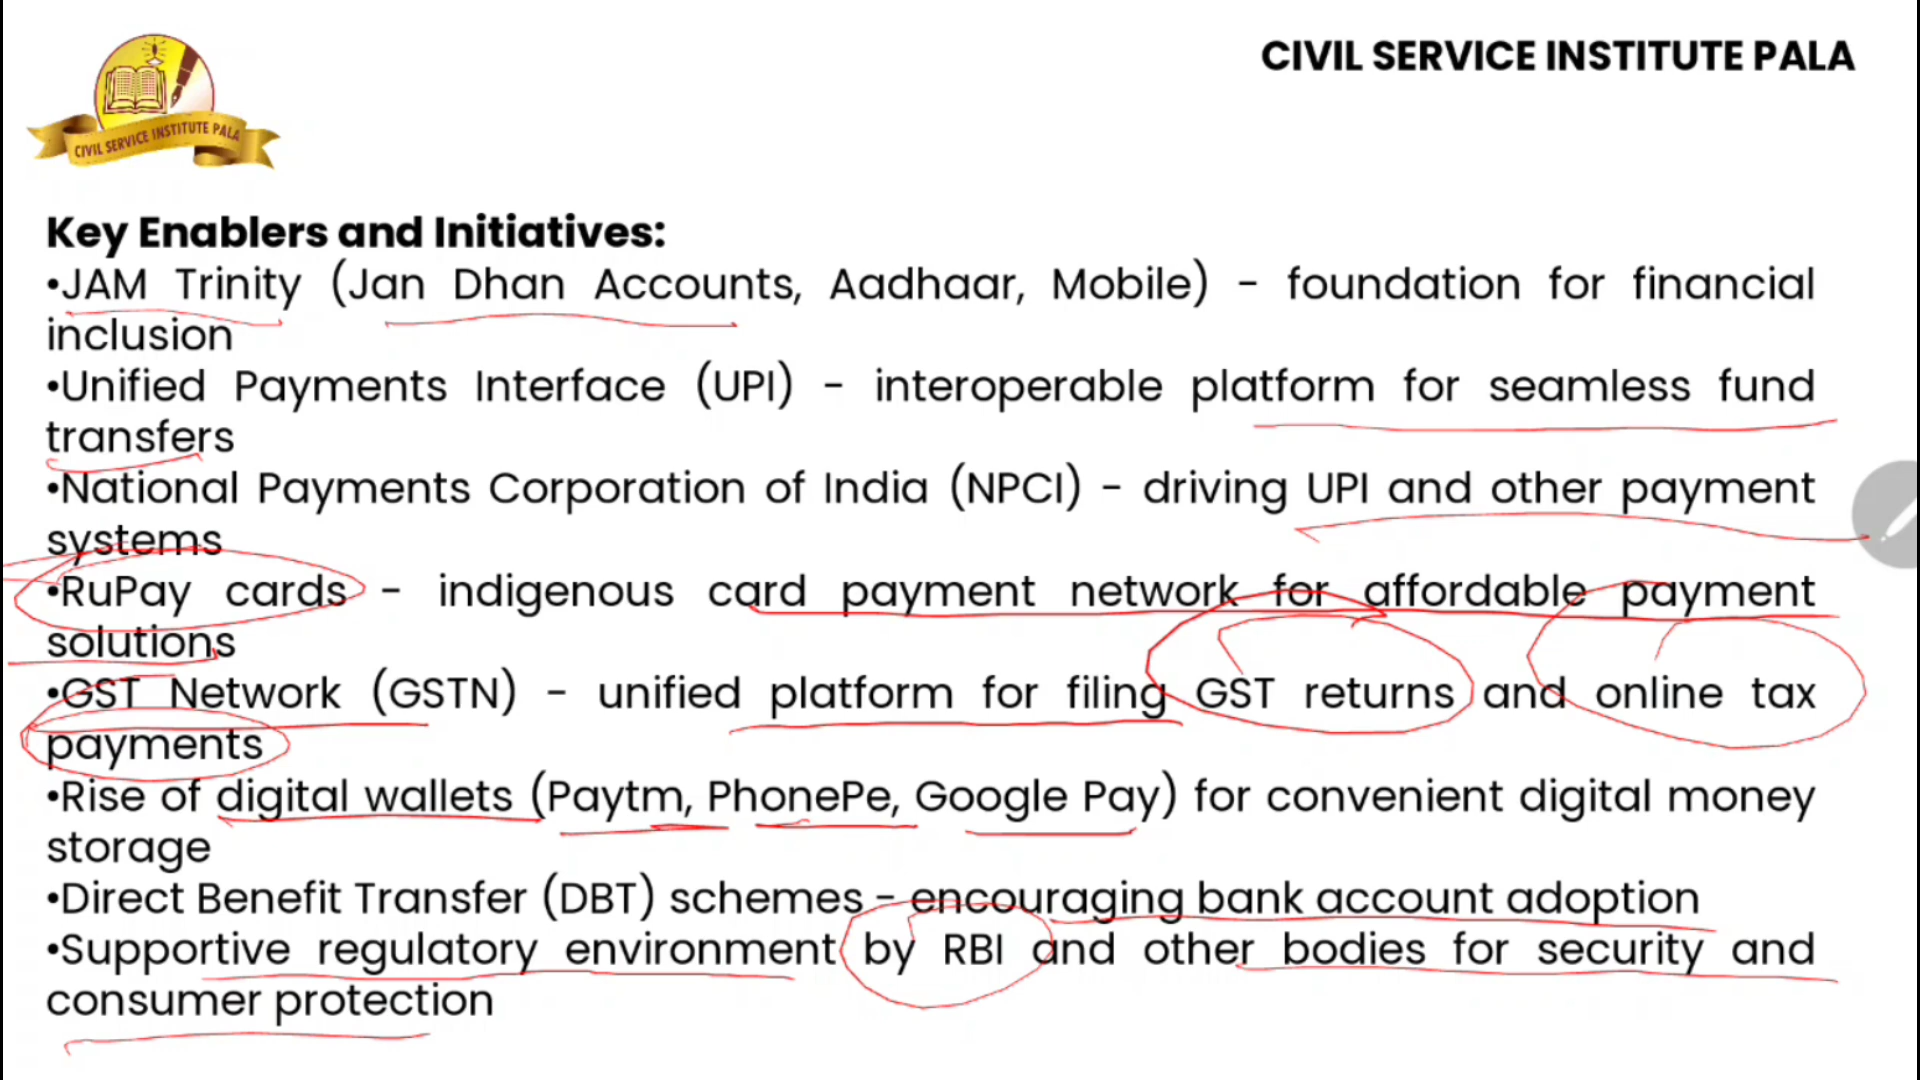 CIVIL SERVICE INSTITUTE PALA
CIVIL SERVICE INSTITUTE PALA
Key Enablers and Initiatives:
•JAM Trinity (Jan Dhan Accounts, Aadhaar, Mobile) - foundation for financial
inclusion
•Unified Payments Interface (UPI) - interoperable platform for seamless fund
transfers
•National Payments Corporation of India (NPCI) - driving UPI and other payment
systems
•RuPay cards - indigenous card payment network for affordable payment
solutions
•GST Network (GSTN) - unified platform for filing GST returns and online tax
payments
•Rise of digital wallets (Paytm, PhonePe, Google Pay) for convenient digital money
storage
•Direct Benefit Transfer (DBT) schemes - encouraging bank account adoption
•Supportive regulatory environment by RBI and other bodies for security and
consumer protection